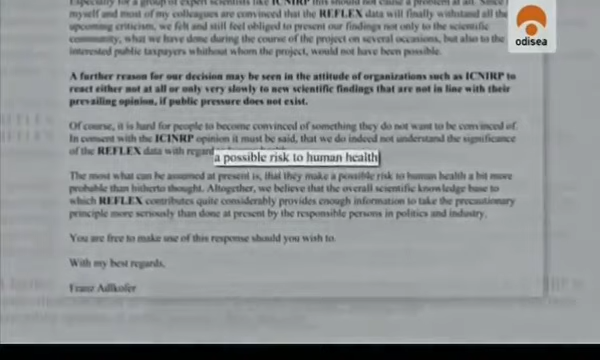 Especially for a group of expert scientists like ICNIRP this should not cause a problem at all. Since I
odisea
myself and most of my colleagues are convinced that the REFLEX data will finally withstand all the
upcoming criticism, we felt and still feel obliged to present our findings not only to the scientific
community, what we have done during the course of the project on several occasions, but also to the
interested public taxpayers without whom the project, would not have been possible.
A further reason for our decision may be seen in the attitude of organizations such as ICNIRP to
react either not at all or only very slowly to new scientific findings that are not in line with their
prevailing opinion, if public pressure does not exist.
Of course, it is hard for people to become convinced of something they do not want to be convinced of.
In consent with the ICINRP opinion it must be said, that we do indeed not understand the significance
of the REFLEX data with regard
a possible risk to human health
The most what can be assumed at present is, that they make a possible risk to human health a bit more
probable than hitherto thought. Altogether, we believe that the overall scientific knowledge base to
which REFLEX contributes quite considerably provides enough information to take the precautionary
principle more seriously than done at present by the responsible persons in politics and industry.
You are free to make use of this response should you wish to.
With my best regards,
Franz Adlkofer